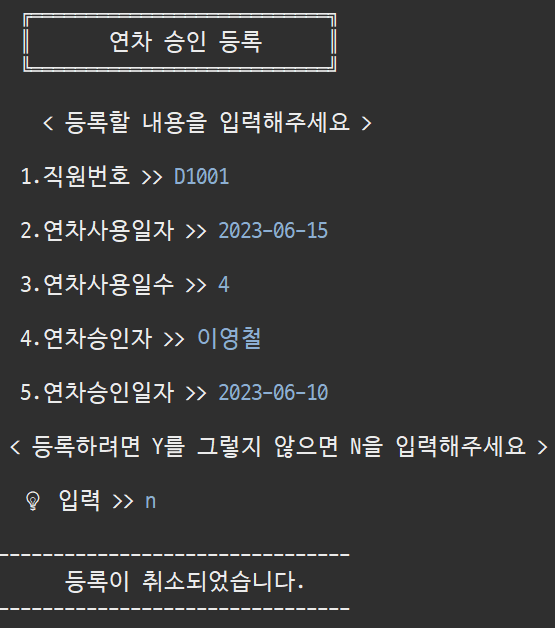 연차 승인 등록
< 등록할 내용을 입력해주세요 >
1.직원번호 >> D1001
2.연차사용일자 >> 2023-06-15
3.연차사용일수 >> 4
4.연차승인자 >> 이영철
5.연차승인일자 >> 2023-06-10
< 등록하려면 Y를 그렇지 않으면 N을 입력해주세요 >
💡 입력 >> n
--------------------------------
등록이 취소되었습니다.
--------------------------------